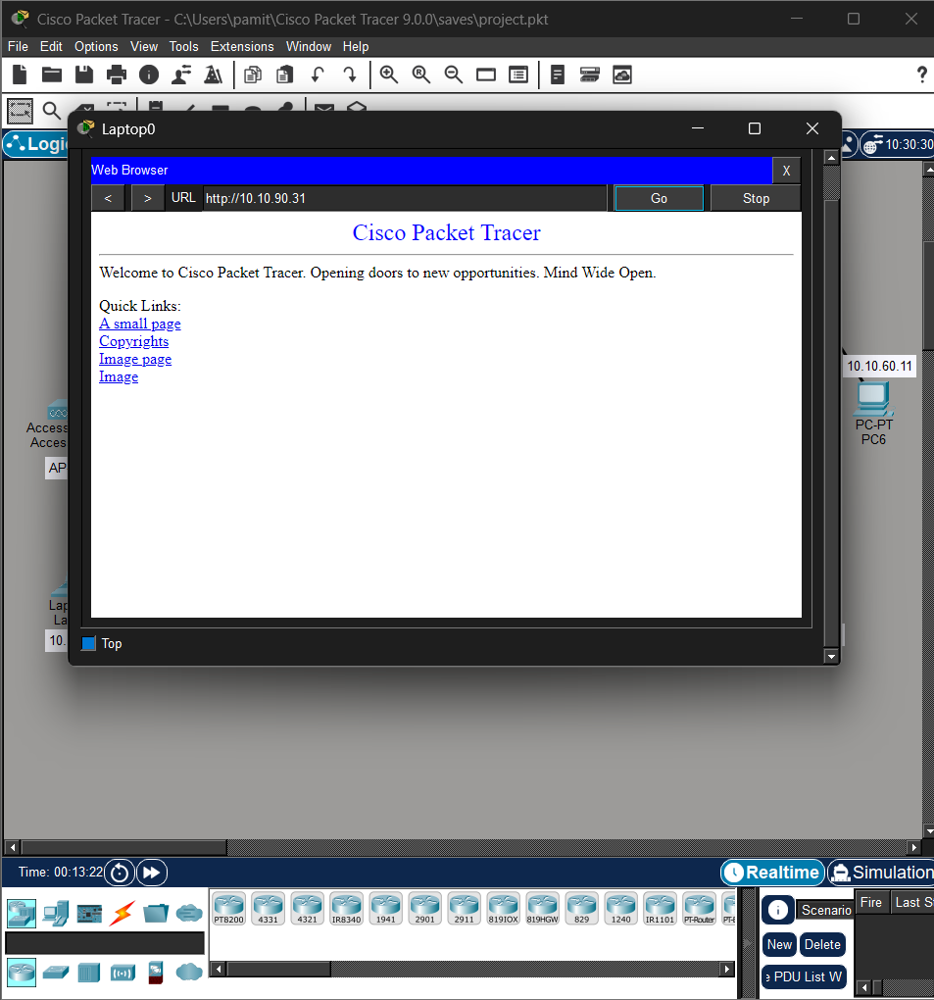 Cisco Packet Tracer - C:\Users\pamit\Cisco Packet Tracer 9.0.0\saves\project.pkt
File Edit Options View Tools Extensions Window Help
?
Laptop0
Logic
10:30:30
Web Browser
X
< > URL http://10.10.90.31 Go Stop
Cisco Packet Tracer
Welcome to Cisco Packet Tracer. Opening doors to new opportunities. Mind Wide Open.
Quick Links:
A small page
Copyrights
Image page
Image
10.10.60.11
PC-PT
PC6
Access
Acces
AP
Lap
La
10.
Top
Time: 00:13:22
Realtime Simulation
PT8200 4331 4321 IR8340 1941 2901 2911 819IOX 819HGW 829 1240 IR1101 PT-Router
Scenario
Fire Last S
New Delete
e PDU List W